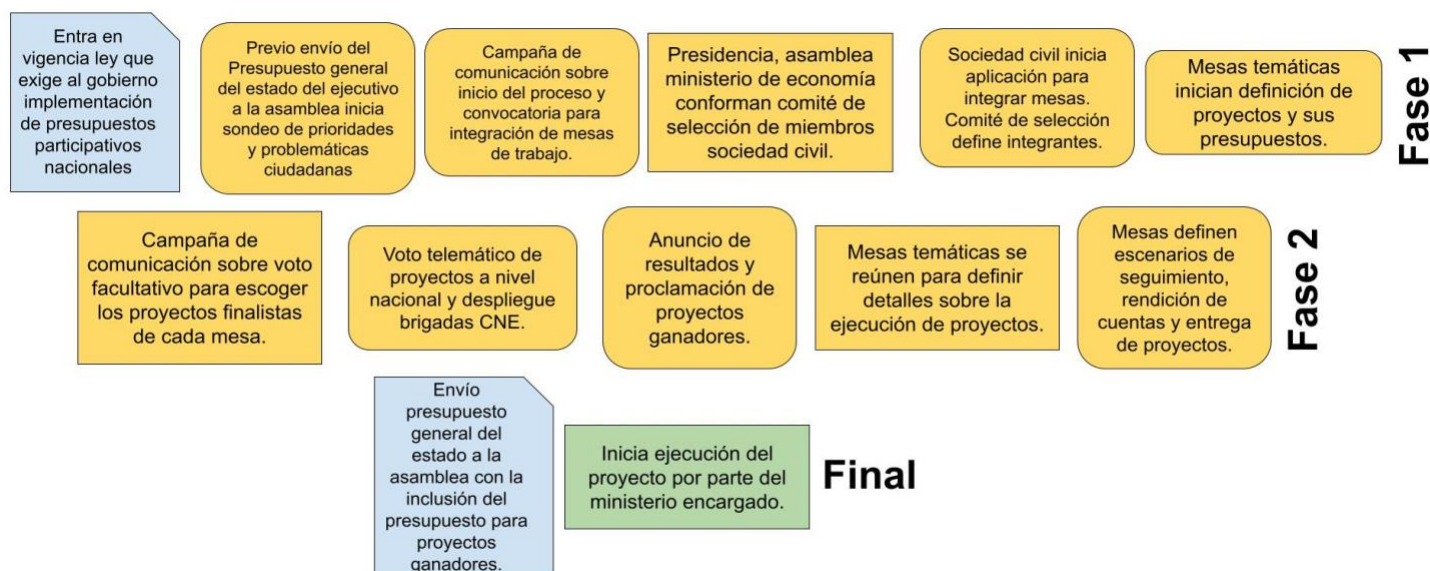 Entra en
vigencia ley que
exige al gobierno
implementación
de presupuestos
participativos
nacionales
Previo envío del
Presupuesto general
del estado del ejecutivo
a la asamblea inicia
sondeo de prioridades
y problemáticas
ciudadanas
Campaña de
comunicación sobre
inicio del proceso y
convocatoria para
integración de mesas
de trabajo.
Presidencia, asamblea
ministerio de economía
conforman comité de
selección de miembros
sociedad civil.
Sociedad civil inicia
aplicación para
integrar mesas.
Comité de selección
define integrantes.
Mesas temáticas
inician definición de
proyectos y sus
presupuestos.
Fase 1
Campaña de
comunicación sobre voto
facultativo para escoger
los proyectos finalistas
de cada mesa.
Voto telemático de
proyectos a nivel
nacional y despliegue
brigadas CNE.
Anuncio de
resultados y
proclamación de
proyectos
ganadores.
Mesas temáticas se
reúnen para definir
detalles sobre la
ejecución de proyectos.
Mesas definen
escenarios de
seguimiento,
rendición de
cuentas y entrega
de proyectos.
Fase 2
Envío
presupuesto
general del
estado a la
asamblea con la
inclusión del
presupuesto para
proyectos
ganadores.
Inicia ejecución del
proyecto por parte del
ministerio encargado.
Final